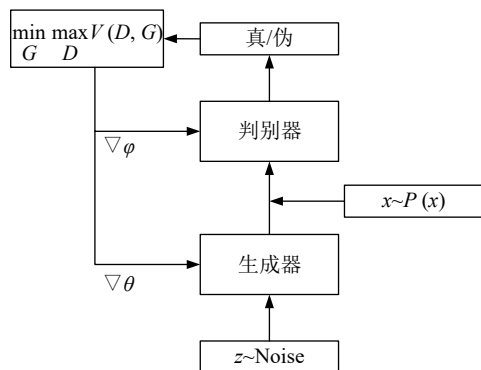 min max V (D, G)
G D
真/伪
▽φ
判别器
x~P (x)
▽θ
生成器
z~Noise